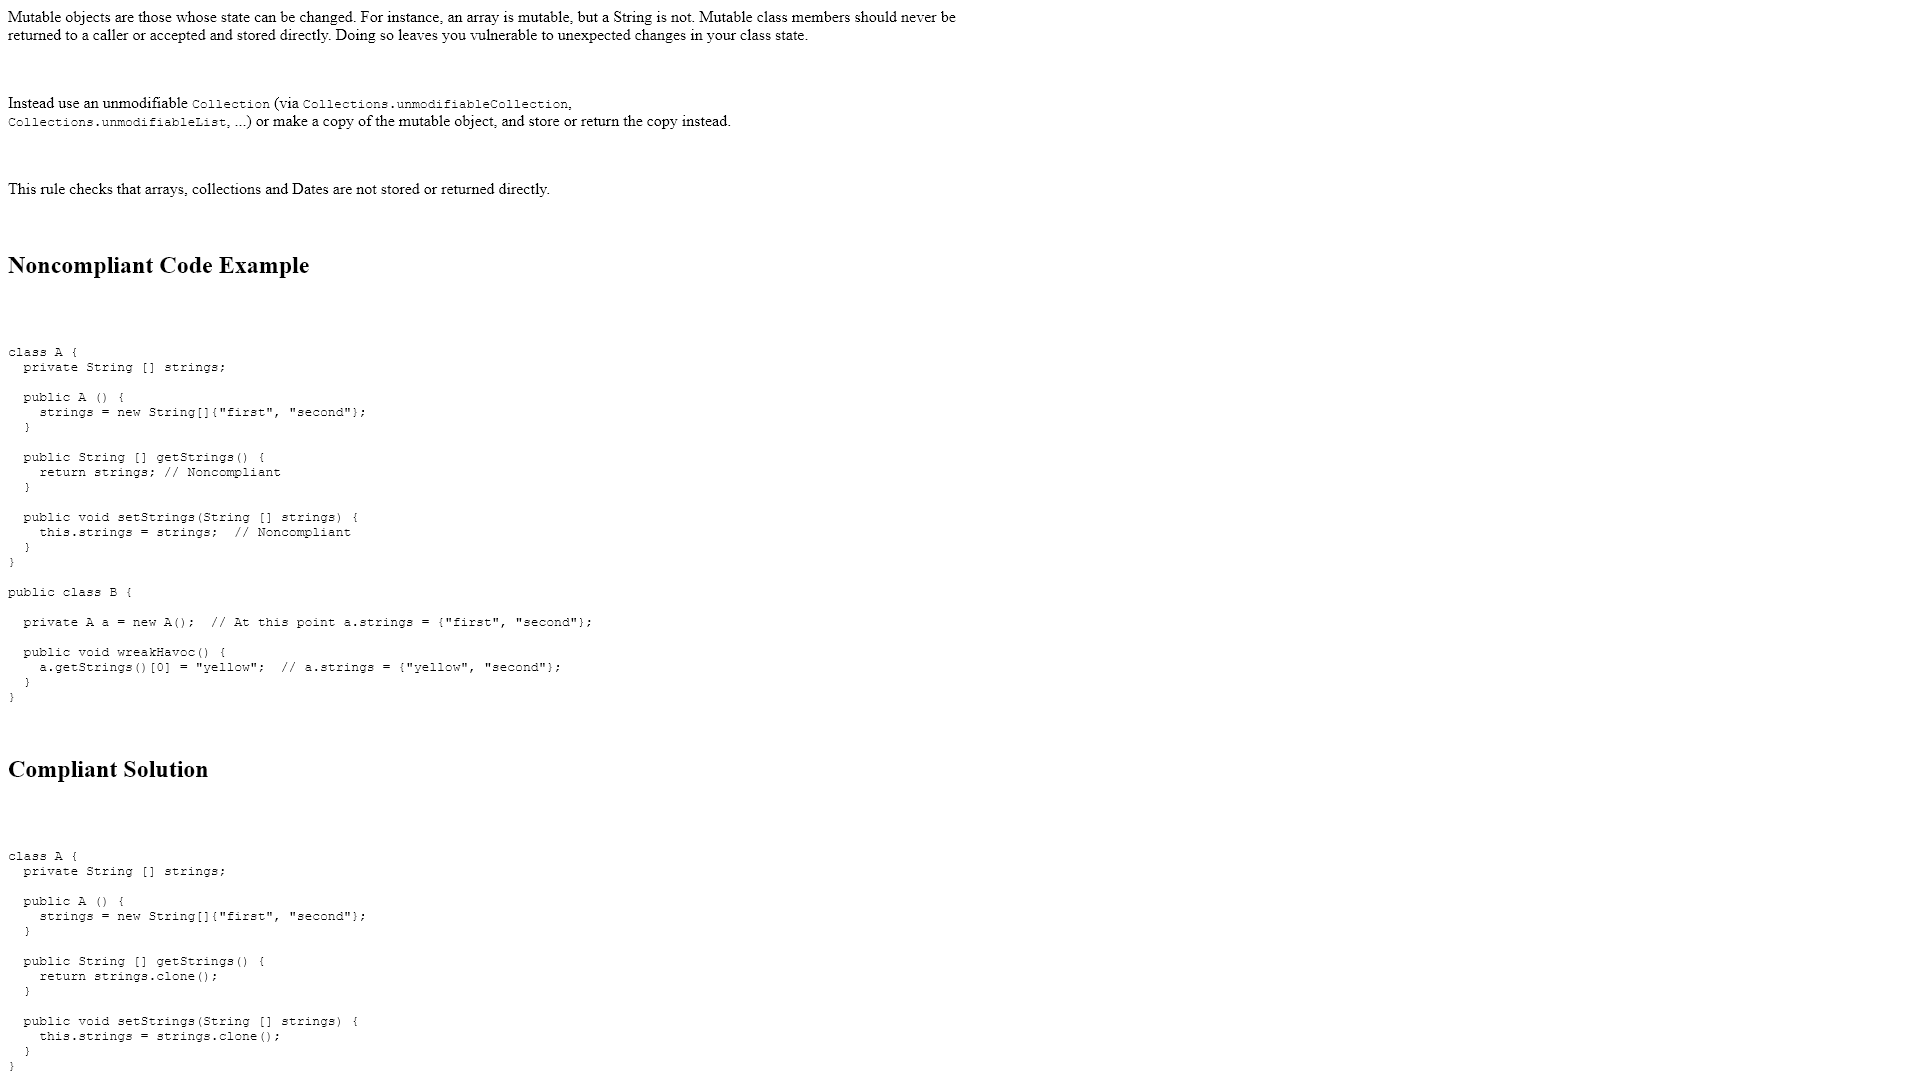 Mutable objects are those whose state can be changed. For instance, an array is mutable, but a String is not. Mutable class members should never be
returned to a caller or accepted and stored directly. Doing so leaves you vulnerable to unexpected changes in your class state.
Instead use an unmodifiable Collection (via Collections.unmodifiableCollection,
Collections.unmodifiableList, ...) or make a copy of the mutable object, and store or return the copy instead.
This rule checks that arrays, collections and Dates are not stored or returned directly.
Noncompliant Code Example
class A {
  private String [] strings;
  public A () {
    strings = new String[]{"first", "second"};
  }
  public String [] getStrings() {
    return strings; // Noncompliant
  }
  public void setStrings(String [] strings) {
    this.strings = strings;  // Noncompliant
  }
}
public class B {
  private A a = new A();  // At this point a.strings = {"first", "second"};
  public void wreakHavoc() {
    a.getStrings()[0] = "yellow";  // a.strings = {"yellow", "second"};
  }
}
Compliant Solution
class A {
  private String [] strings;
  public A () {
    strings = new String[]{"first", "second"};
  }
  public String [] getStrings() {
    return strings.clone();
  }
  public void setStrings(String [] strings) {
    this.strings = strings.clone();
  }
}